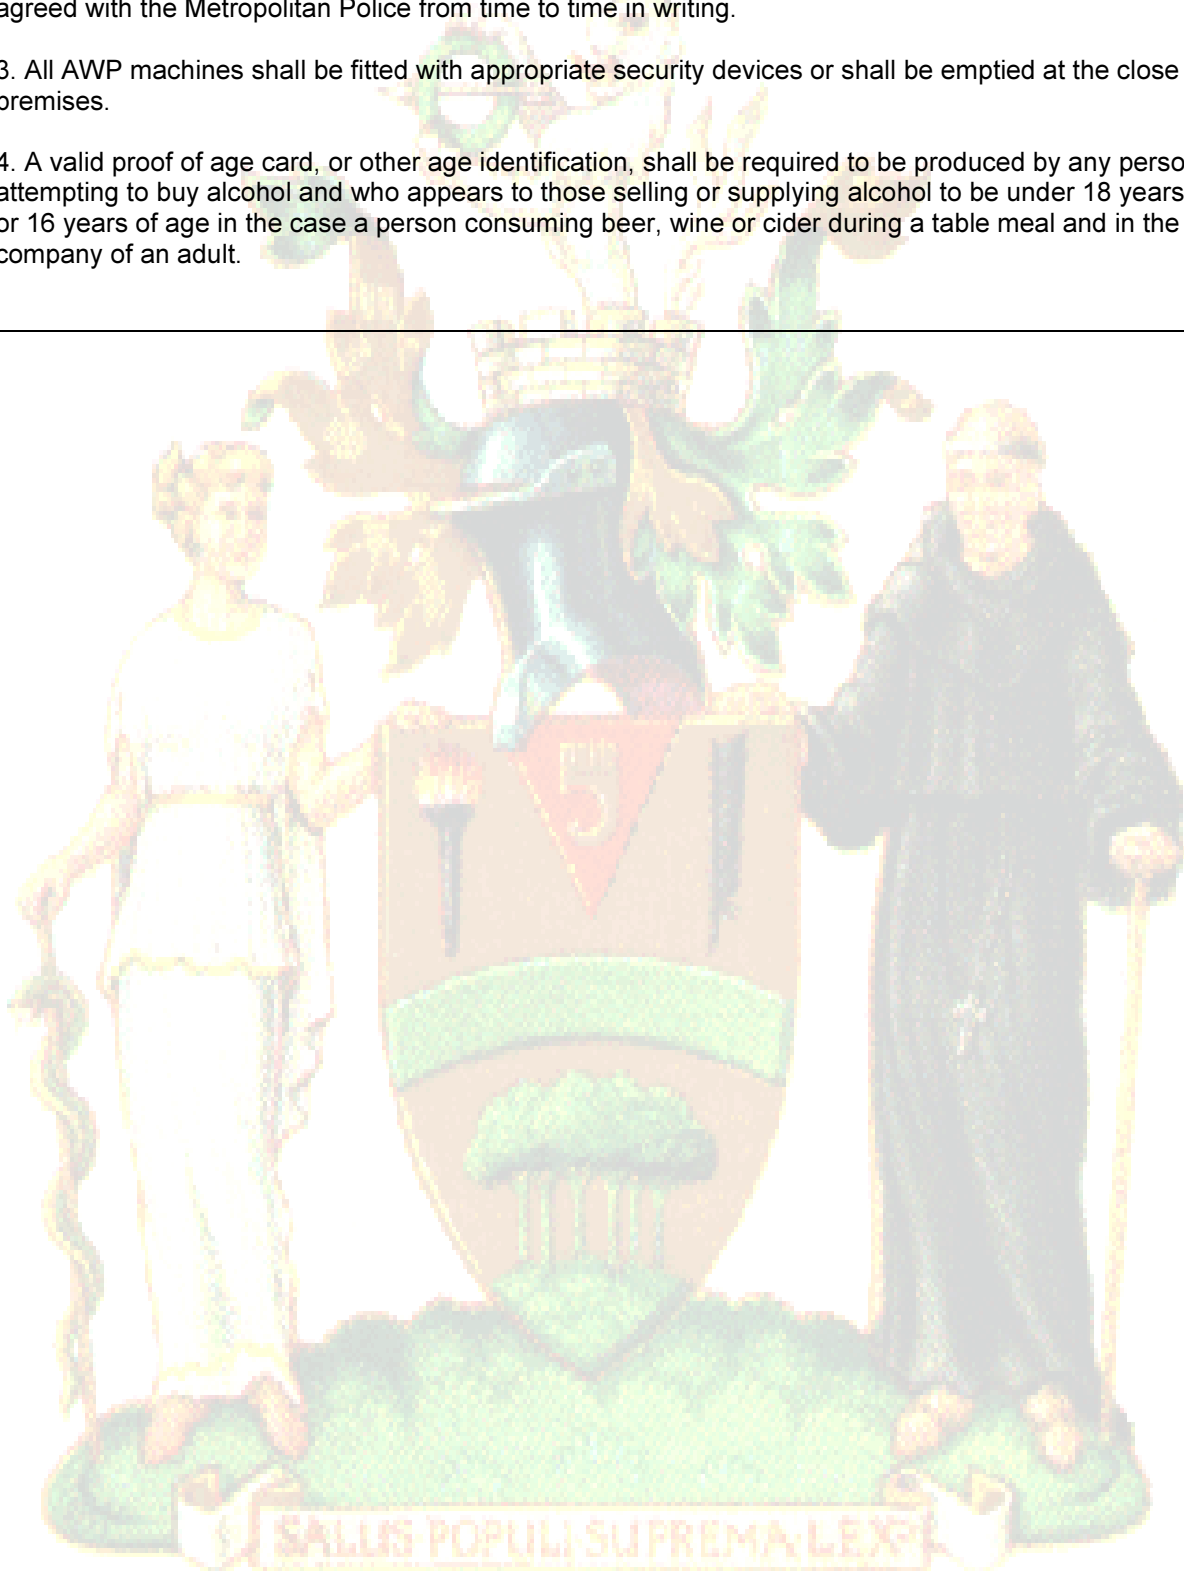 agreed with the Metropolitan Police from time to time in writing.
3. All AWP machines shall be fitted with appropriate security devices or shall be emptied at the close
premises.
4. A valid proof of age card, or other age identification, shall be required to be produced by any perso
attempting to buy alcohol and who appears to those selling or supplying alcohol to be under 18 years
or 16 years of age in the case a person consuming beer, wine or cider during a table meal and in the
company of an adult.
5
SALUS POPULI SUPREMA LEX